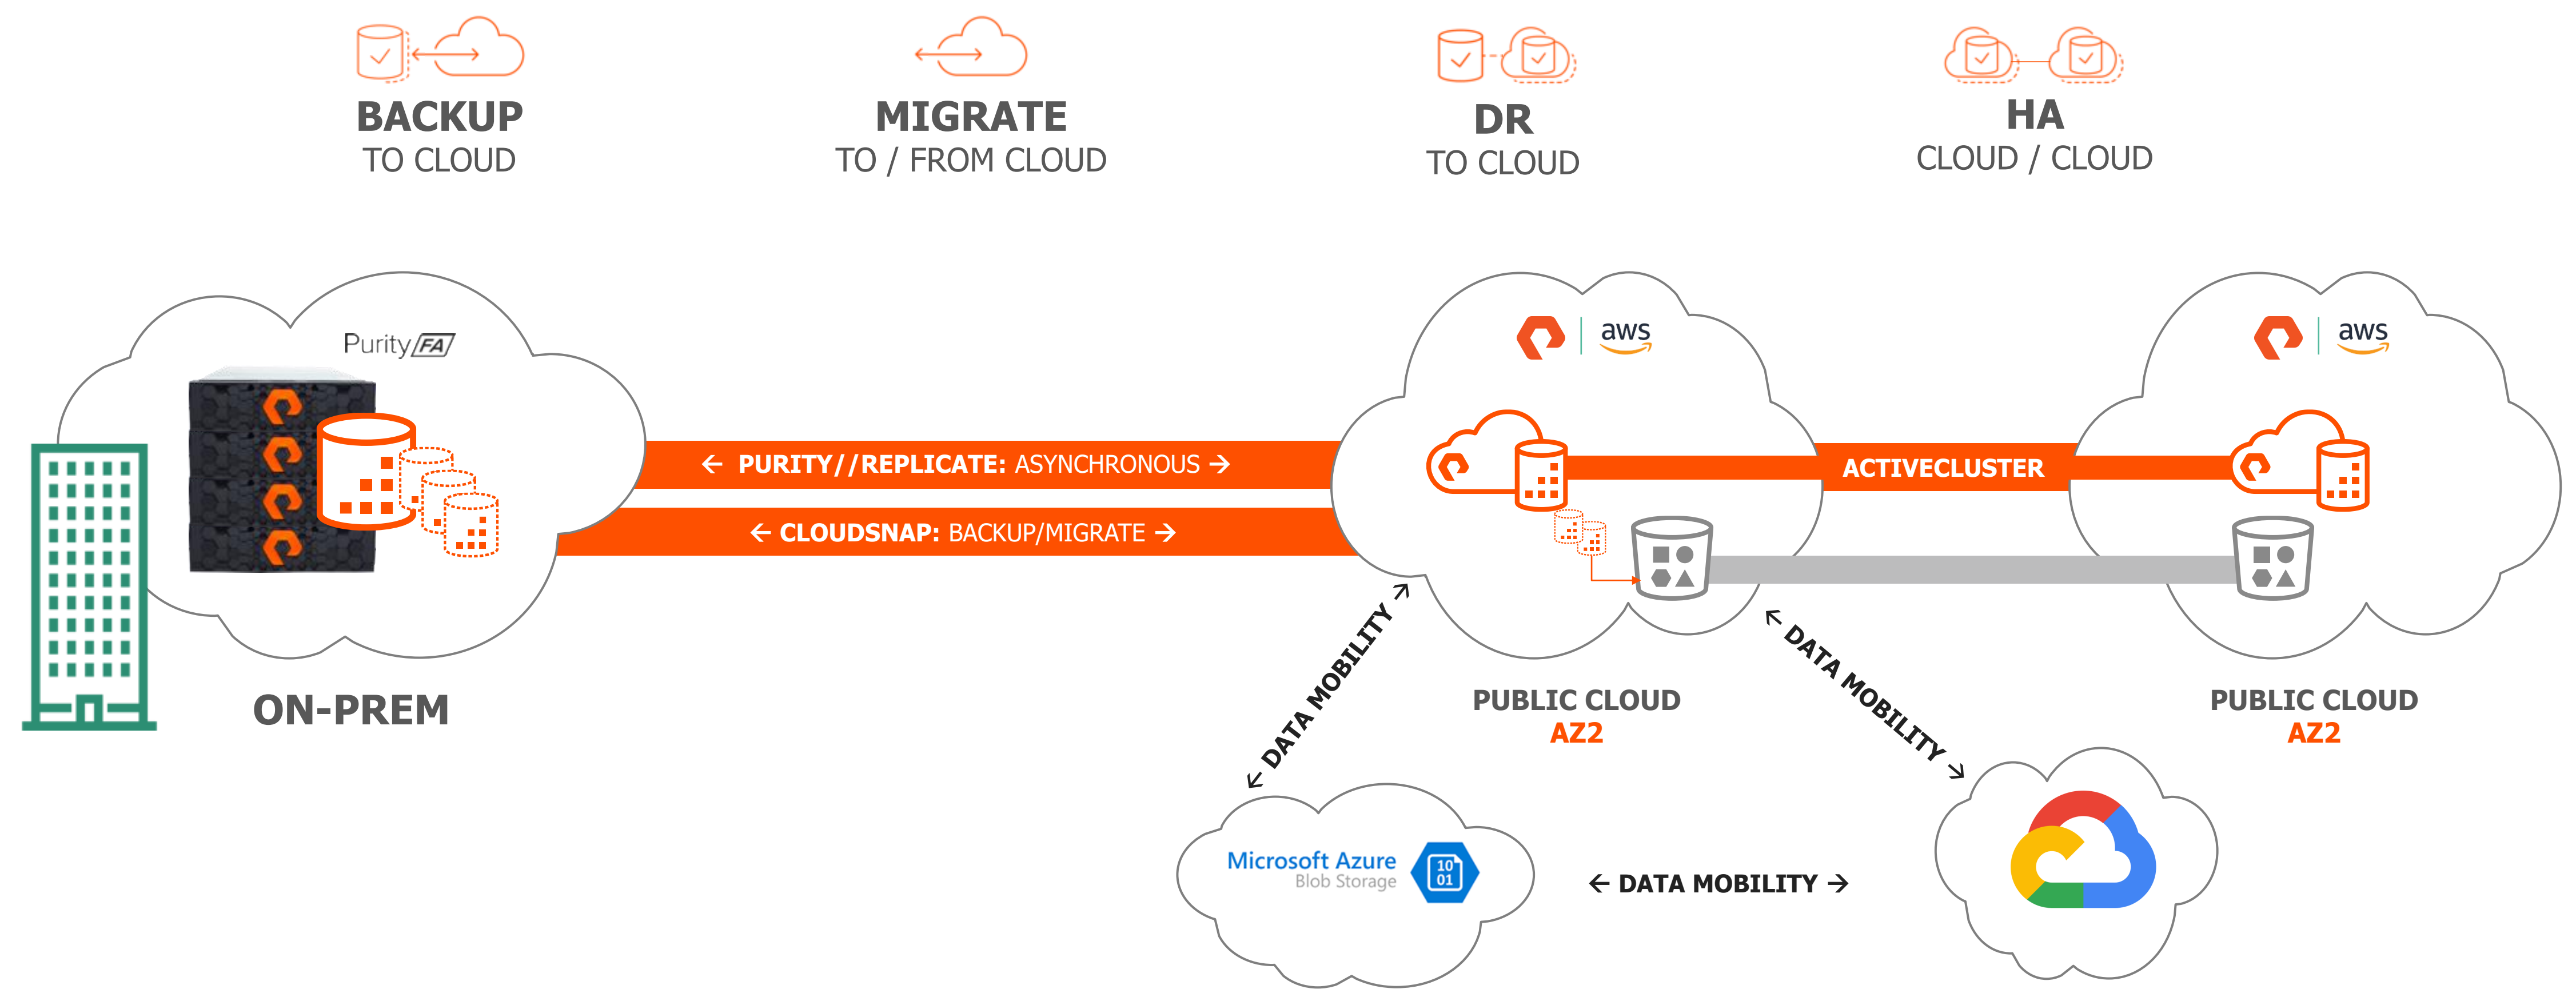 BACKUP
TO CLOUD
MIGRATE
TO / FROM CLOUD
DR
TO CLOUD
HA
CLOUD / CLOUD
Purity FA
aws
aws
← PURITY//REPLICATE: ASYNCHRONOUS →
ACTIVECLUSTER
← CLOUDSNAP: BACKUP/MIGRATE →
← DATA MOBILITY →
← DATA MOBILITY →
ON-PREM
PUBLIC CLOUD
AZ2
PUBLIC CLOUD
AZ2
Microsoft Azure
Blob Storage
10
01
← DATA MOBILITY →